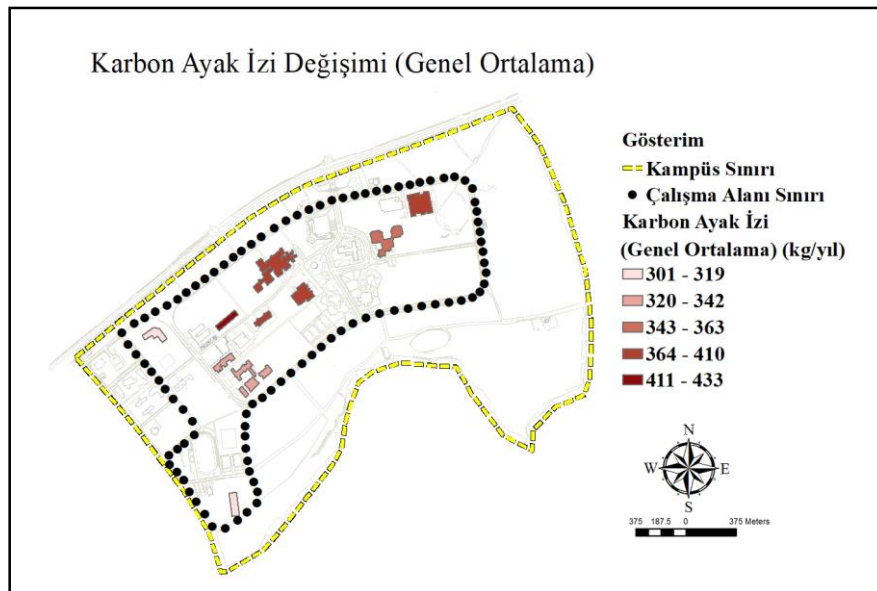 Karbon Ayak İzi Değişimi (Genel Ortalama)
Gösterim
Kampüs Sınırı
Çalışma Alanı Sınırı
Karbon Ayak İzi
(Genel Ortalama) (kg/yıl)
301 - 319
320 - 342
343 - 363
364 - 410
411 - 433
N
W
E
S
375 187.5 0 375 Meters